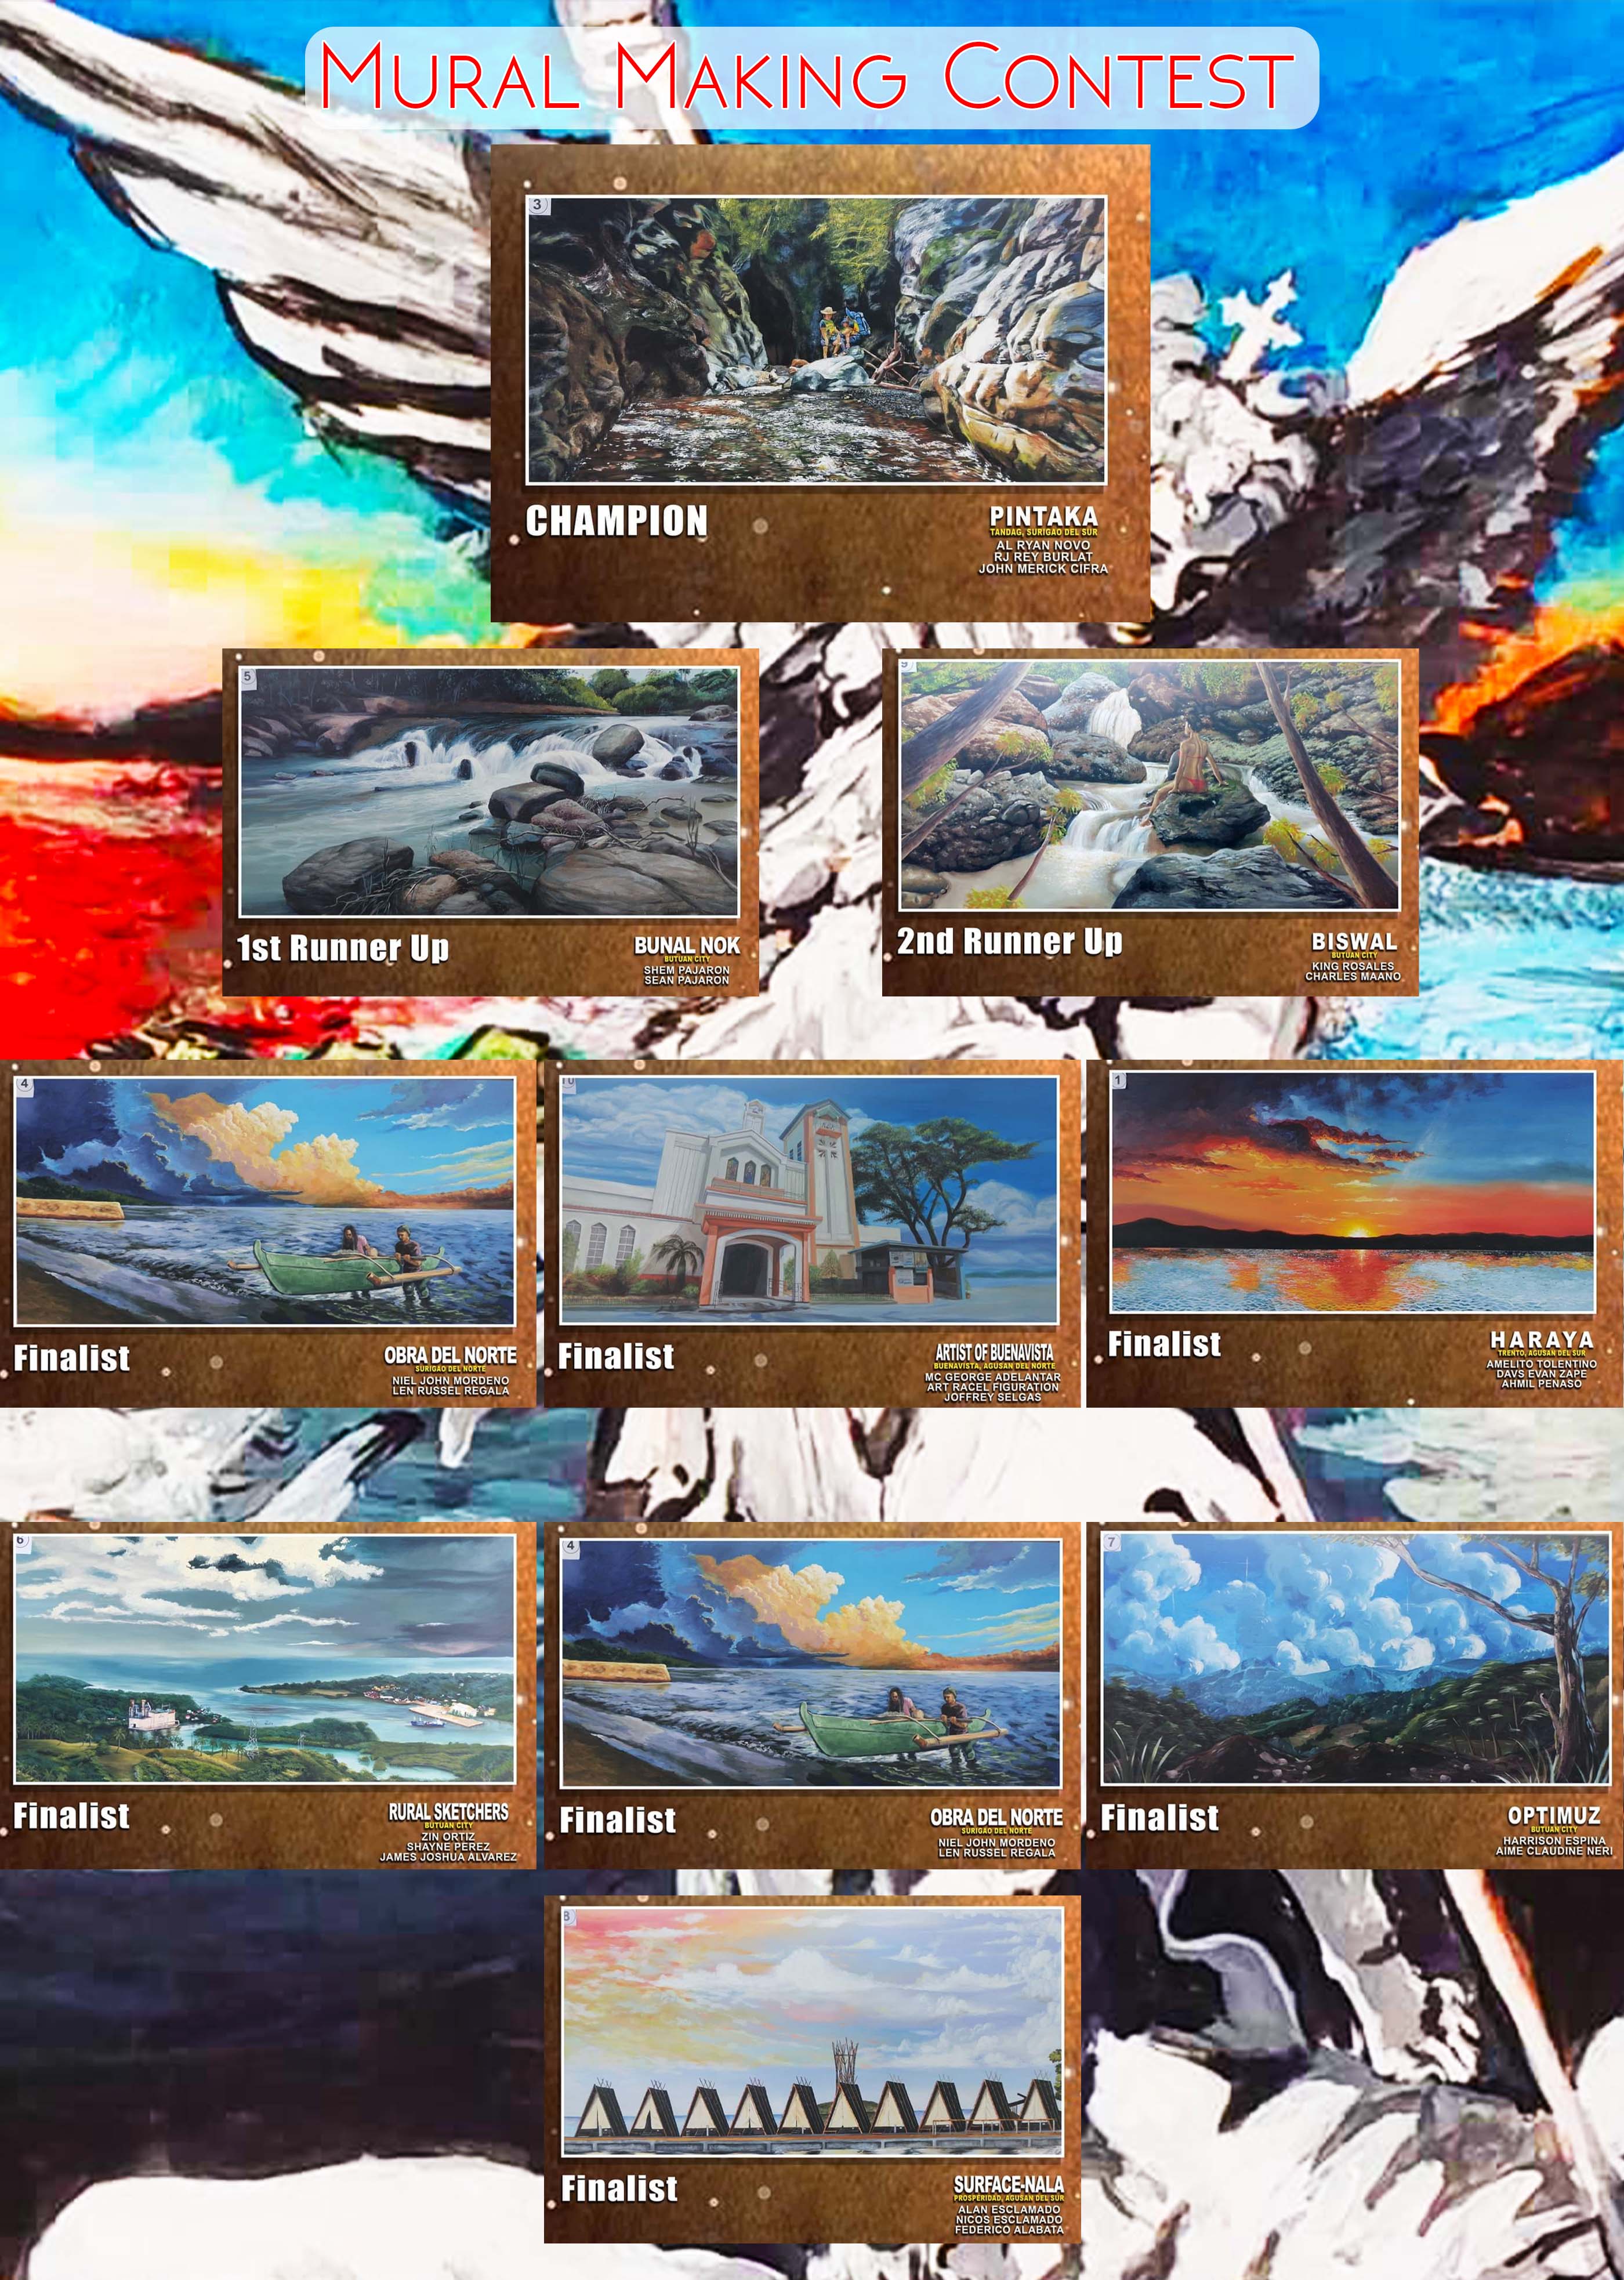 MURAL MAKING CONTEST
3
CHAMPION
PINTAKA
TANDAG, SURIGAO DEL SUR
AL RYAN NOVO
RJ REY BURLAT
JOHN MERICK CIFRA
5
1st Runner Up
BUNAL NOK
BUTUAN CITY
SHEM PAJARON
SEAN PAJARON
9
2nd Runner Up
BISWAL
BUTUAN CITY
KING ROSALES
CHARLES MAANO
4
Finalist
OBRA DEL NORTE
SURIGAO DEL NORTE
NIEL JOHN MORDENO
LEN RUSSEL REGALA
10
Finalist
ARTIST OF BUENAVISTA
BUENAVISTA, AGUSAN DEL NORTE
MC GEORGE ADELANTAR
ART RACEL FIGURATION
JOFFREY SELGAS
1
Finalist
HARAYA
TRENTO, AGUSAN DEL SUR
AMELITO TOLENTINO
DAVS EVAN ZAPE
AHMIL PENASO
6
Finalist
RURAL SKETCHERS
BUTUAN CITY
ZIN ORTIZ
SHAYNE PEREZ
JAMES JOSHUA ALVAREZ
4
Finalist
OBRA DEL NORTE
SURIGAO DEL NORTE
NIEL JOHN MORDENO
LEN RUSSEL REGALA
7
Finalist
OPTIMUZ
BUTUAN CITY
HARRISON ESPINA
AIME CLAUDINE NERI
8
Finalist
SURFACE-NALA
PROSPERIDAD, AGUSAN DEL SUR
ALAN ESCLAMADO
NICOS ESCLAMADO
FEDERICO ALABATA